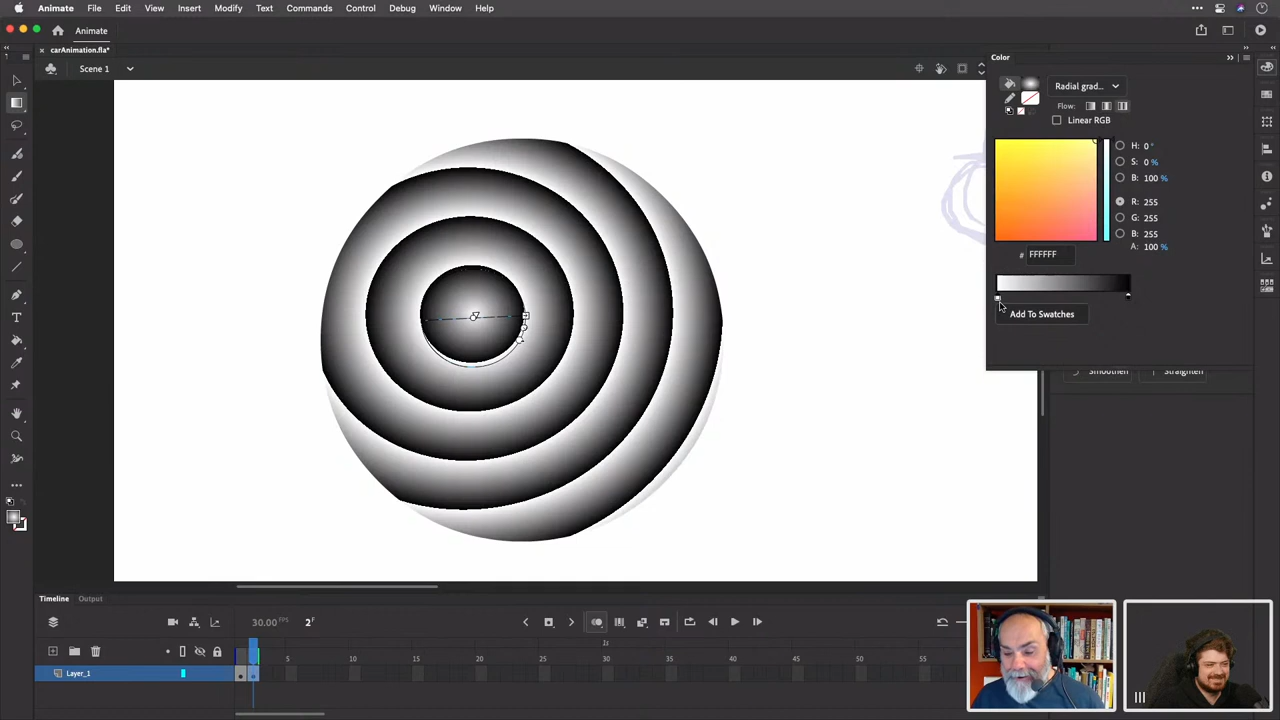 Animate File Edit View Insert Modify Text Commands Control Debug Window Help
Animate
carAnimation.fla*
Scene 1
Color
Radial grad...
Flow:
Linear RGB
H: 0 °
S: 0 %
B: 100 %
R: 255
G: 255
B: 255
A: 100 %
# FFFFFF
Add To Swatches
Smoothen Straighten
Timeline Output
30.00 FPS 2 F
1s
5 10 15 20 25 30 35 40 45 50 55
Layer_1